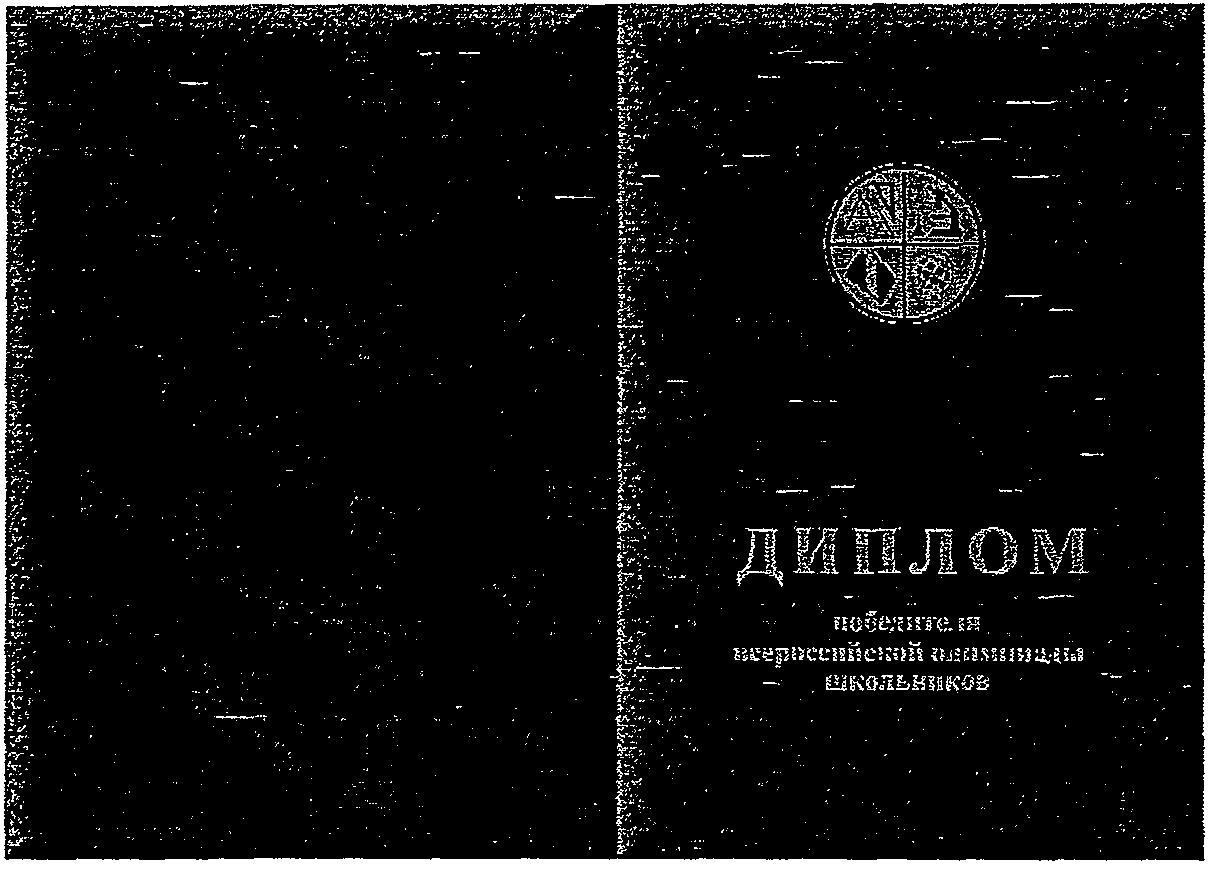 ДИПЛОМ
победителя
всероссийской олимпиады
школьников